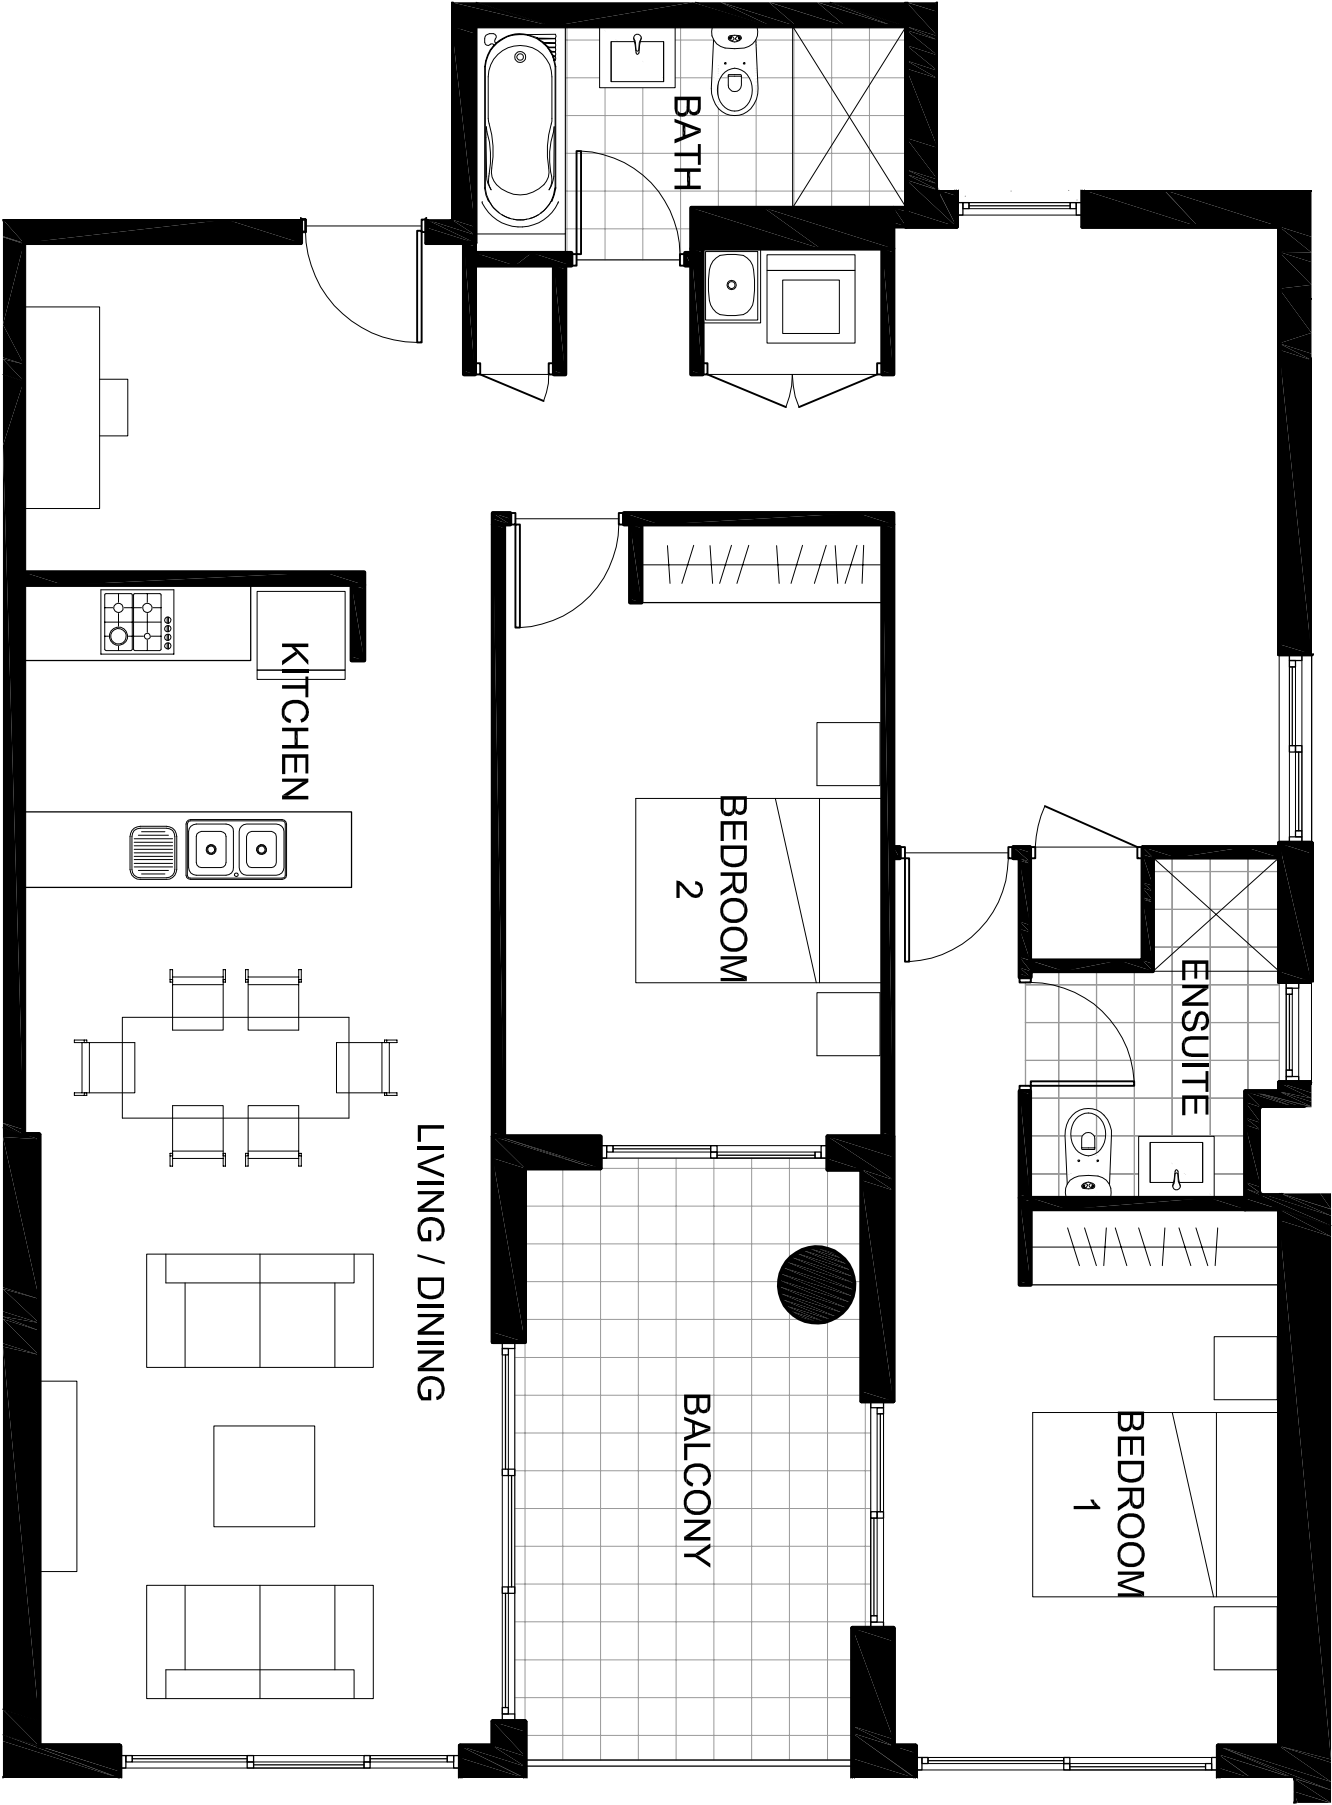 BATH
KITCHEN
BEDROOM
2
ENSUITE
LIVING / DINING
BALCONY
BEDROOM
1